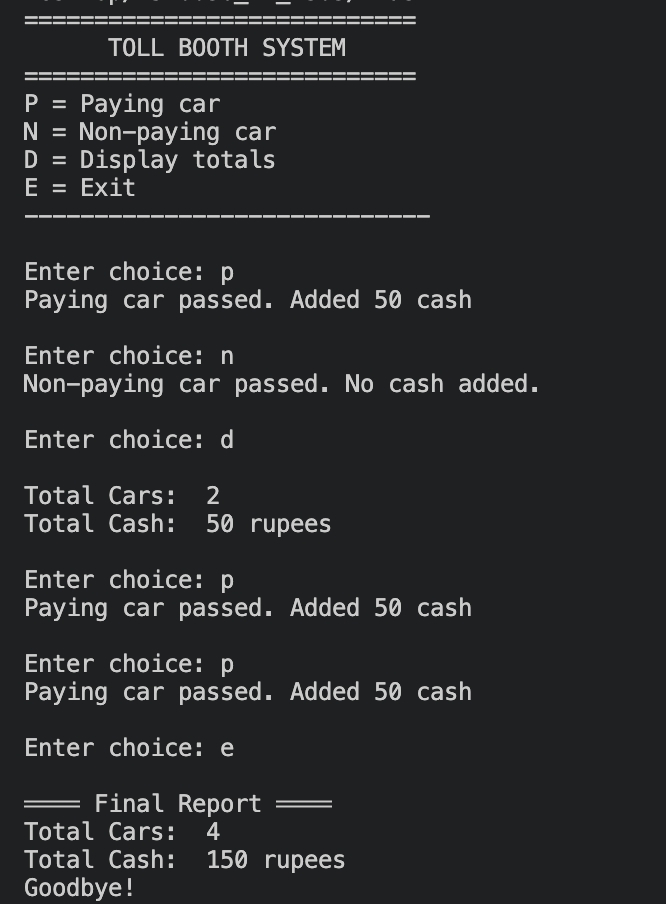 ============================
TOLL BOOTH SYSTEM
============================
P = Paying car
N = Non-paying car
D = Display totals
E = Exit
-----------------------------
Enter choice: p
Paying car passed. Added 50 cash
Enter choice: n
Non-paying car passed. No cash added.
Enter choice: d
Total Cars:  2
Total Cash:  50 rupees
Enter choice: p
Paying car passed. Added 50 cash
Enter choice: p
Paying car passed. Added 50 cash
Enter choice: e
==== Final Report ====
Total Cars:  4
Total Cash:  150 rupees
Goodbye!